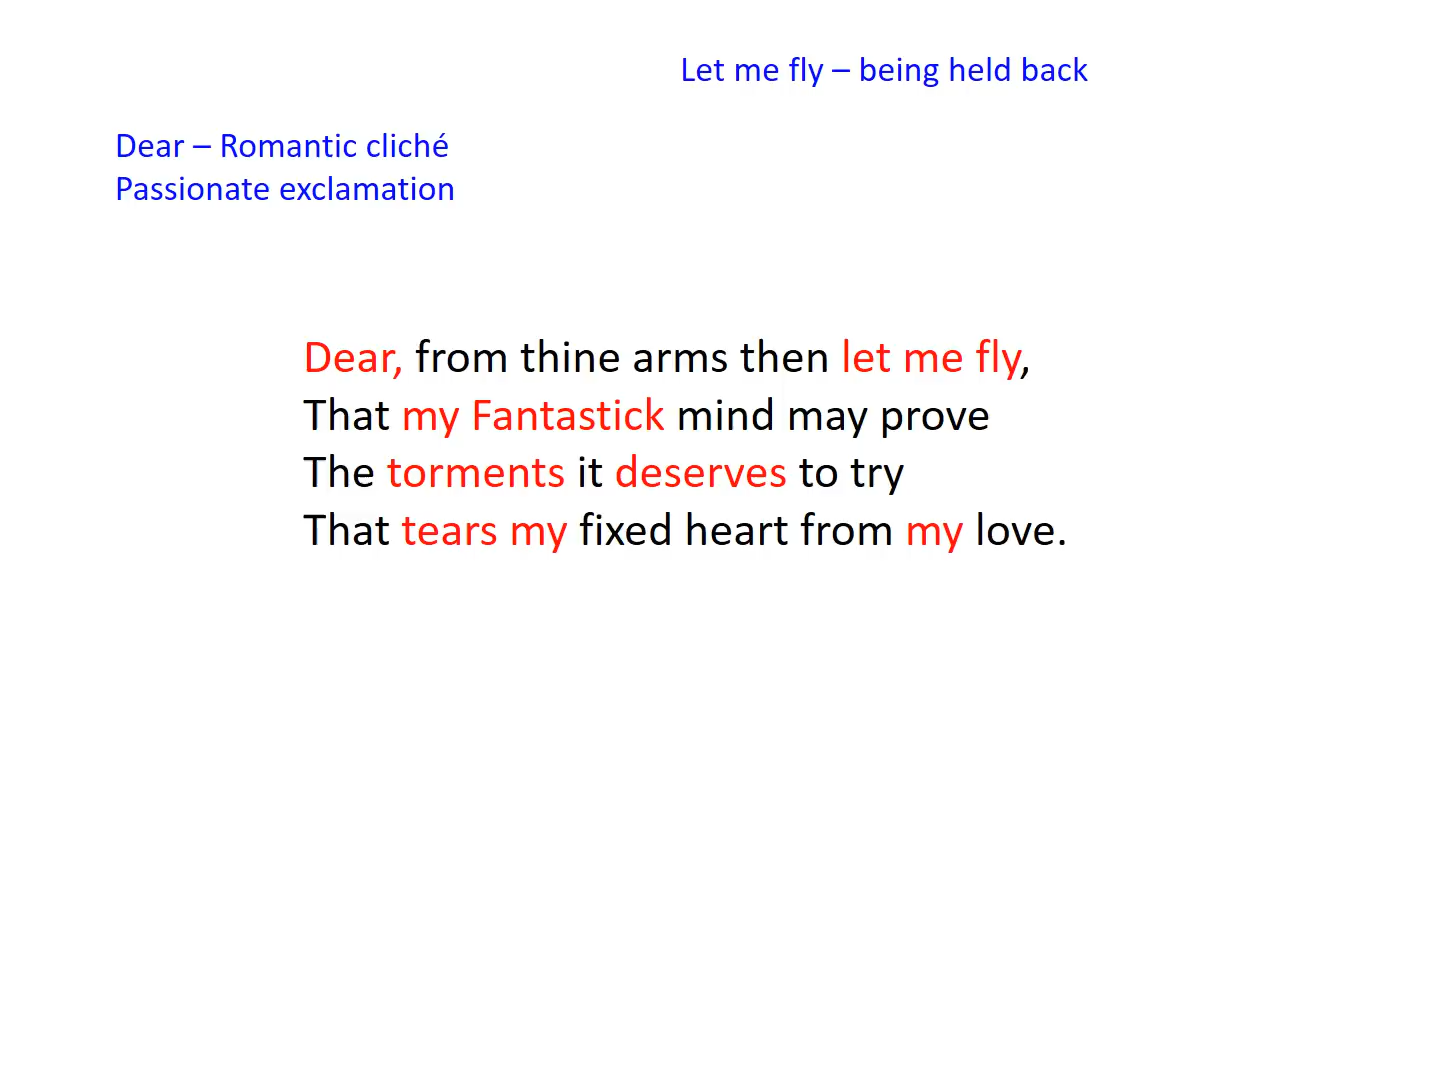 Let me fly – being held back
Dear – Romantic cliché
Passionate exclamation
Dear, from thine arms then let me fly,
That my Fantastick mind may prove
The torments it deserves to try
That tears my fixed heart from my love.